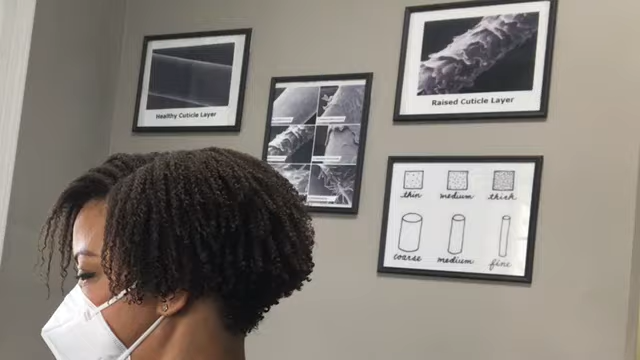 Healthy Cuticle Layer
Raised Cuticle Layer
thin medium thick
coarse medium fine